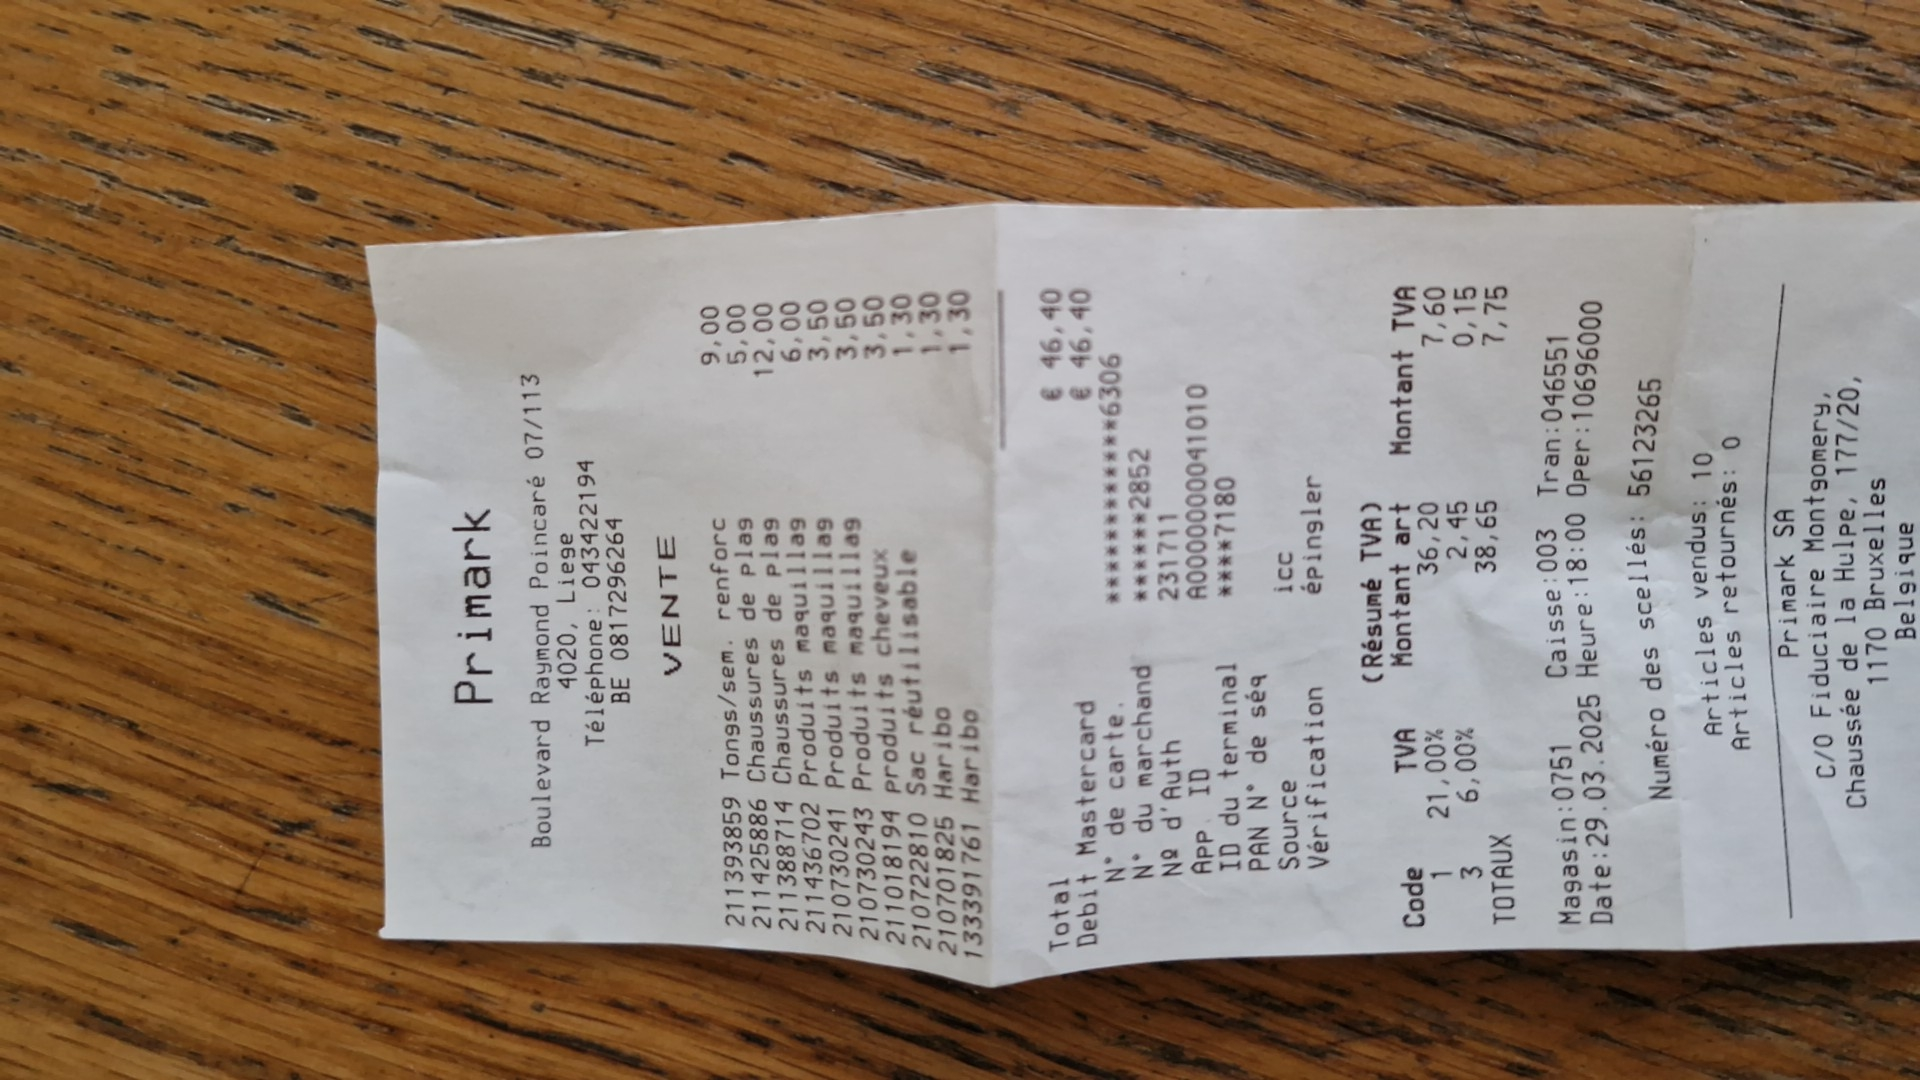 Primark
Boulevard Raymond Poincaré 07/113
4020, Liege
Téléphone: 043422194
BE 0817296264
VENTE
211393859 Tongs/sem. renforc 9,00
211425886 Chaussures de plag 5,00
211388714 Chaussures de plag 12,00
211436702 Produits maquillag 6,00
210730241 Produits maquillag 3,50
210730243 Produits maquillag 3,50
211018194 produits cheveux 3,50
210722810 Sac réutilisable 1,30
210701825 Haribo 1,30
133391761 Haribo 1,30
Total € 46,40
Debit Mastercard € 46,40
N° de carte. ************6306
N° du marchand ******2852
Nº d'Auth 231711
APP. ID A0000000041010
ID du terminal ****7180
PAN N° de séq
Source icc
Vérification épingler
(Résumé TVA)
Code TVA Montant art Montant TVA
1 21,00% 36,20 7,60
3 6,00% 2,45 0,15
TOTAUX 38,65 7,75
Magasin:0751 Caisse:003 Tran:046551
Date:29.03.2025 Heure:18:00 Oper:10696000
Numéro des scellés: 56123265
Articles vendus: 10
Articles retournés: 0
Primark SA
C/O Fiduciaire Montgomery,
Chaussée de la Hulpe, 177/20,
1170 Bruxelles
Belgique